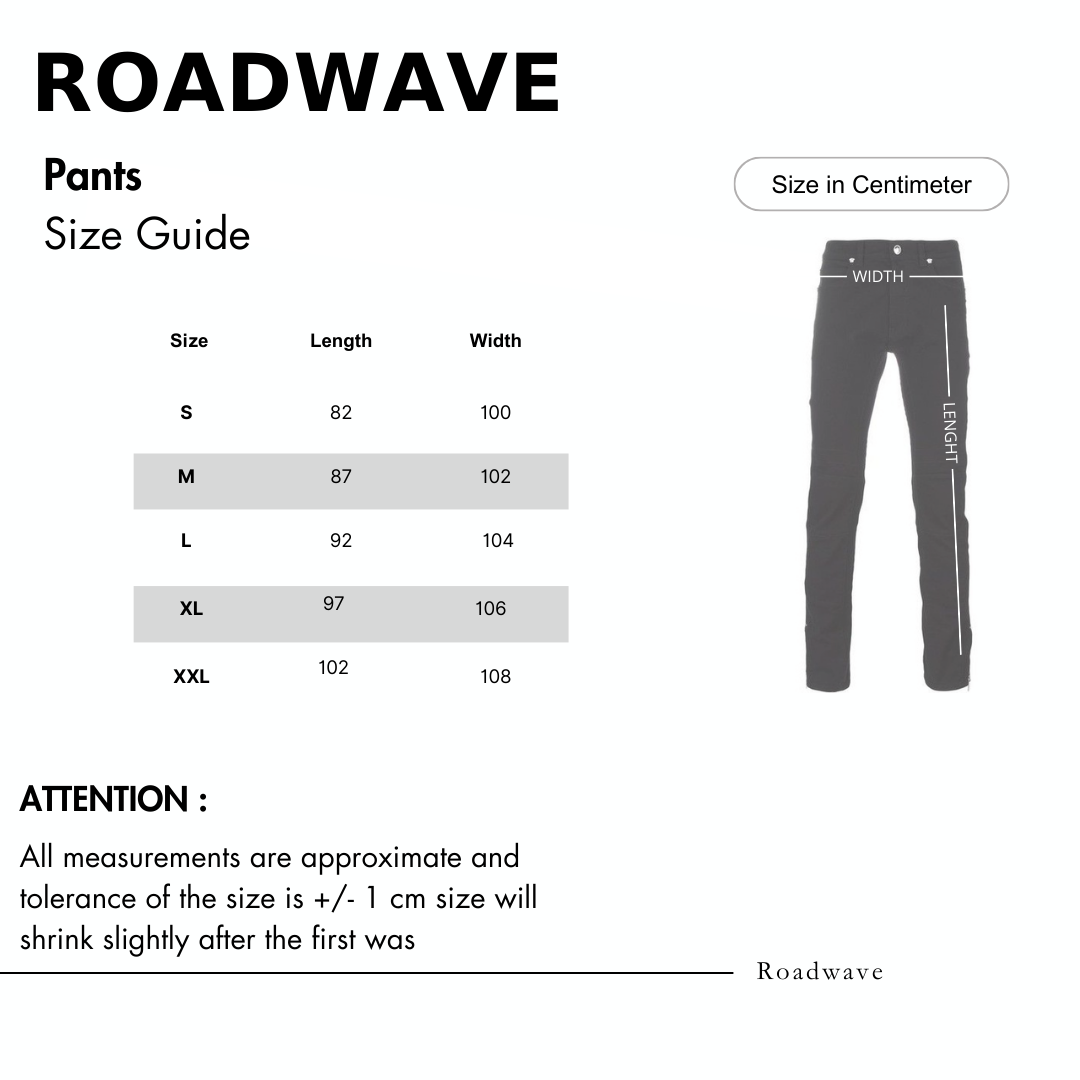 ROADWAVE
Pants
Size Guide
Size in Centimeter
WIDTH
LENGHT
Size Length Width
S 82 100
M 87 102
L 92 104
XL 97 106
XXL 102 108
ATTENTION :
All measurements are approximate and
tolerance of the size is +/- 1 cm size will
shrink slightly after the first was
Roadwave